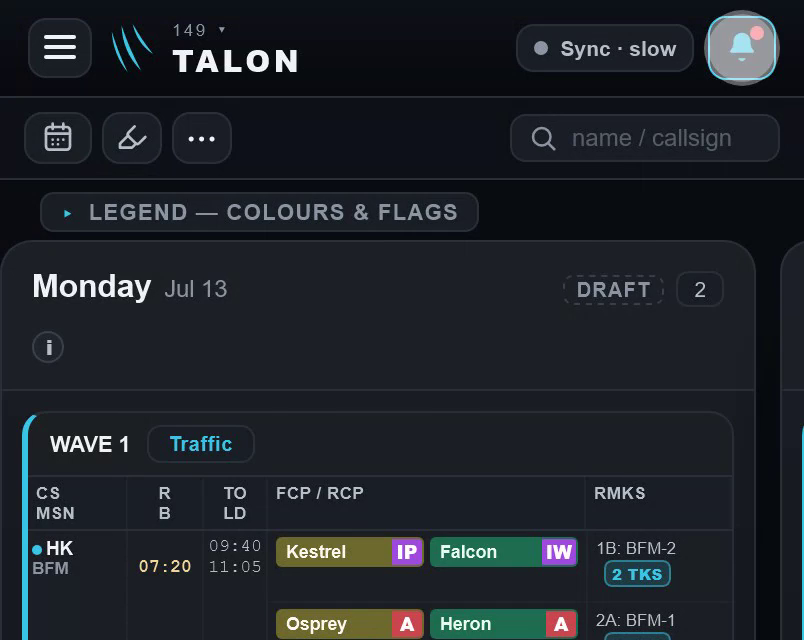 149 ▾
TALON
Sync · slow
name / callsign
▸ LEGEND — COLOURS & FLAGS
Monday Jul 13
DRAFT 2
i
WAVE 1 Traffic
CS MSN
R B
TO LD
FCP / RCP
RMKS
HK
BFM
07:20
09:40
11:05
Kestrel IP Falcon IW
1B: BFM-2
2 TKS
Osprey A Heron A
2A: BFM-1